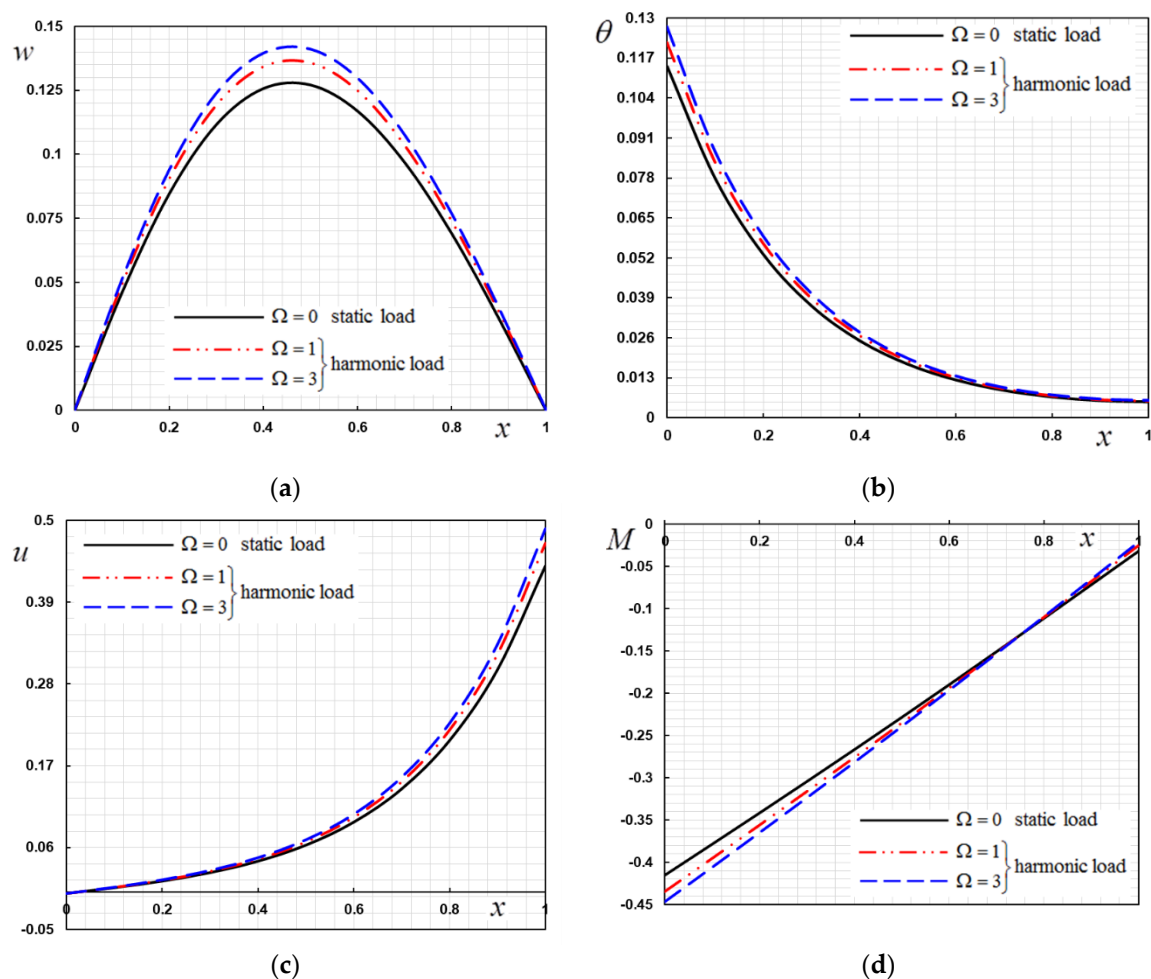 0.15
w
0.125
0.1
0.075
0.05
0.025
0
Ω = 0 static load
Ω = 1
harmonic load
Ω = 3
0 0.2 0.4 0.6 0.8 x 1
(a)
0.13
θ
0.117
0.104
0.091
0.078
0.065
0.052
0.039
0.026
0.013
0
Ω = 0 static load
Ω = 1
harmonic load
Ω = 3
0 0.2 0.4 0.6 0.8 x 1
(b)
0.5
u
0.39
0.28
0.17
0.06
-0.05
Ω = 0 static load
Ω = 1
harmonic load
Ω = 3
0 0.2 0.4 0.6 0.8 x 1
(c)
0
M
0 0.2 0.4 0.6 0.8 x 1
-0.05
-0.1
-0.15
-0.2
-0.25
-0.3
-0.35
-0.4
-0.45
Ω = 0 static load
Ω = 1
harmonic load
Ω = 3
(d)